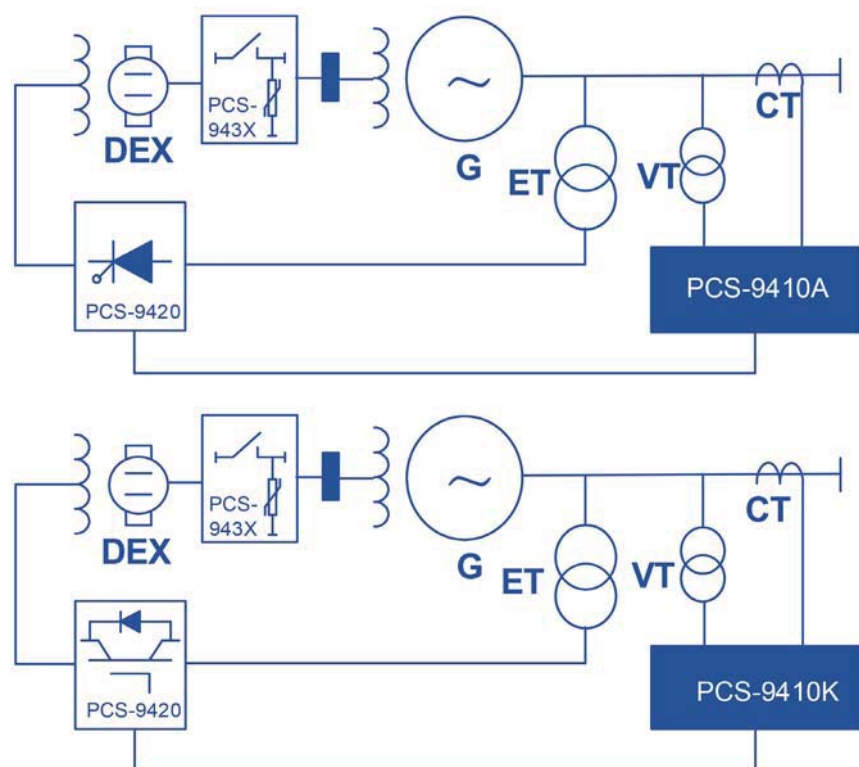 PCS-
943X
DEX
G
ET
VT
CT
PCS-9420
PCS-9410A
PCS-
943X
DEX
G
ET
VT
CT
PCS-9420
PCS-9410K